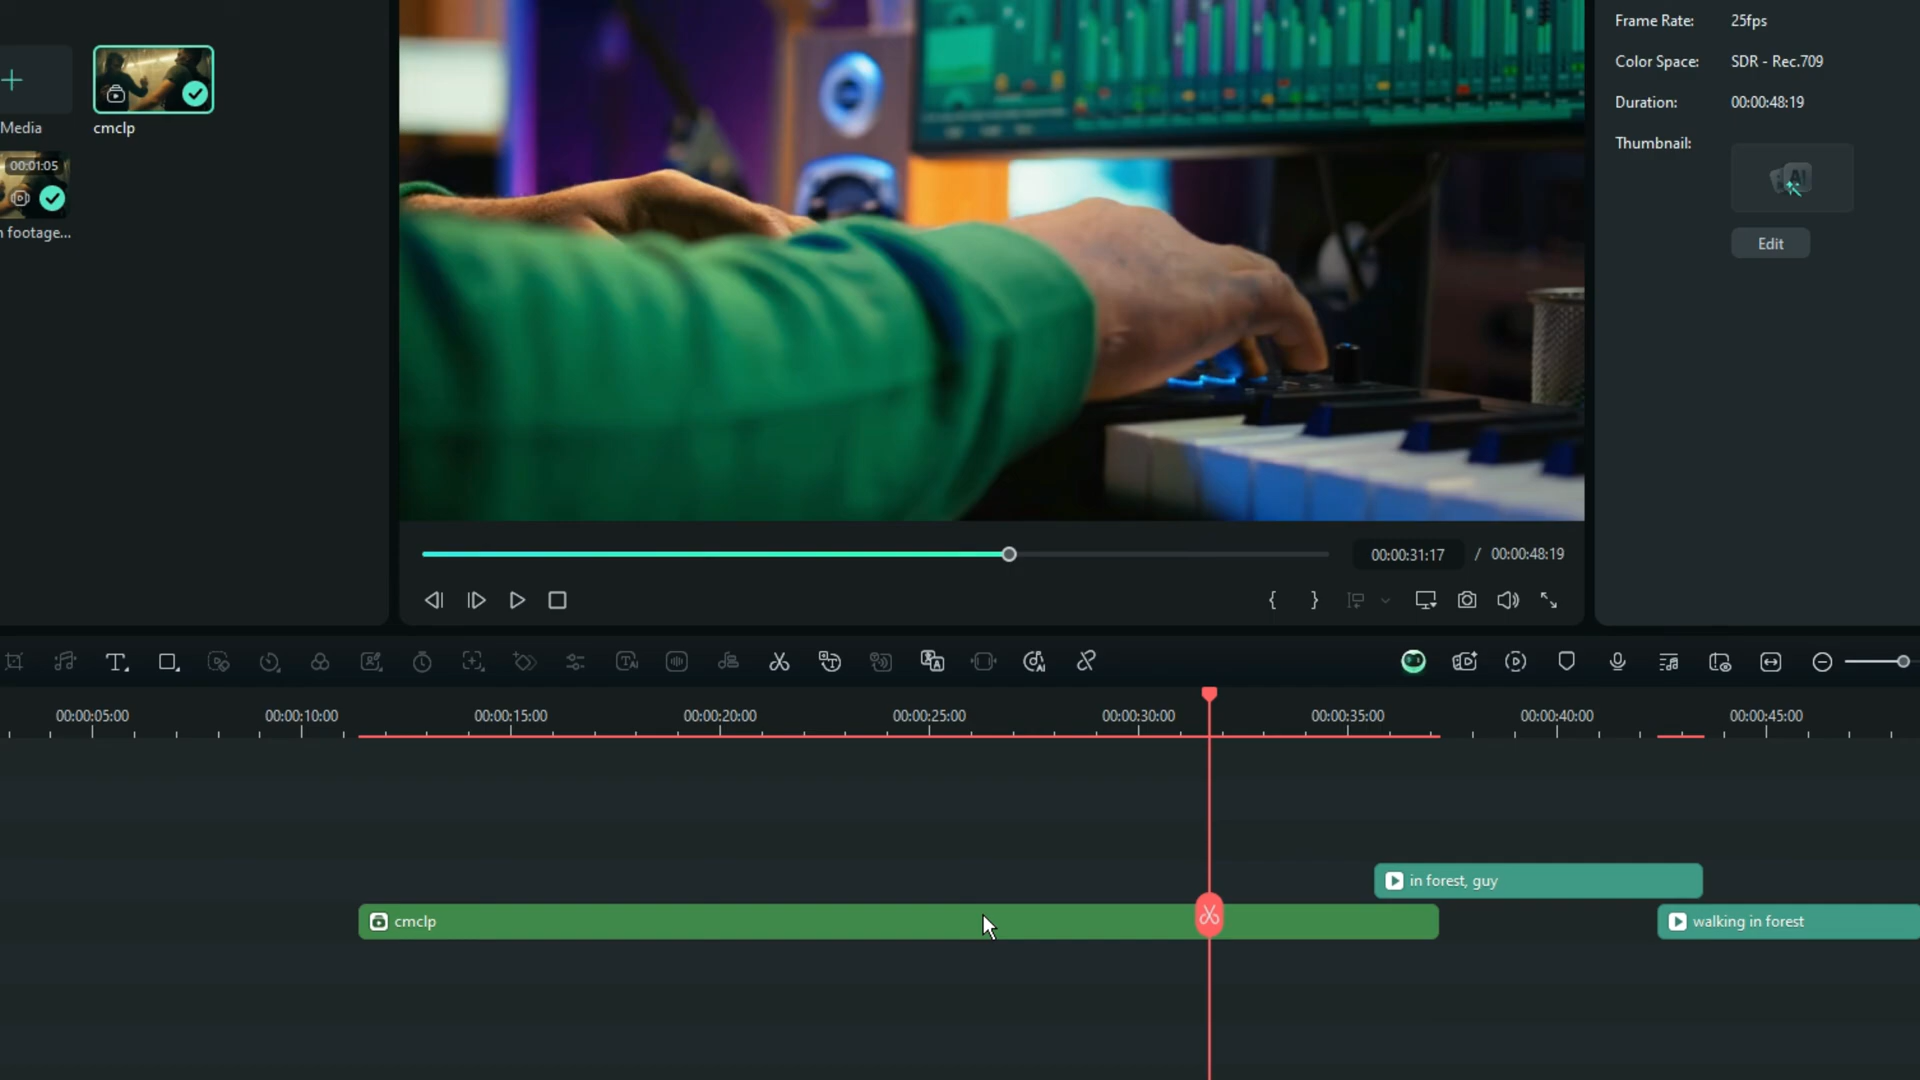 Frame Rate: 25fps
Color Space: SDR - Rec.709
Duration: 00:00:48:19
Thumbnail:
AI
Edit
Media
cmclp
00:01:05
footage...
00:00:31:17 / 00:00:48:19
00:00:05:00 00:00:10:00 00:00:15:00 00:00:20:00 00:00:25:00 00:00:30:00 00:00:35:00 00:00:40:00 00:00:45:00
in forest, guy
cmclp
walking in forest